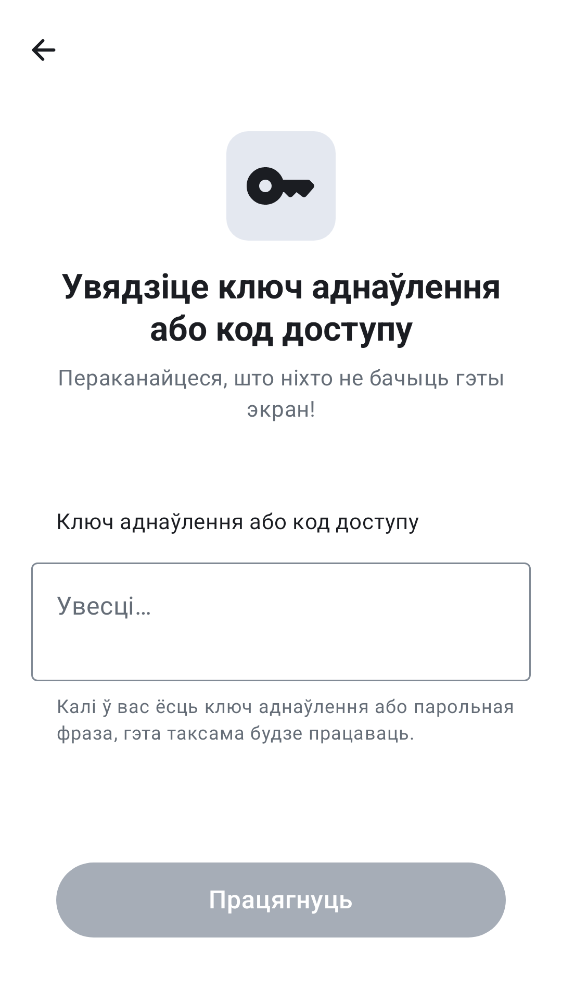 Увядзіце ключ аднаўлення
або код доступу
Пераканайцеся, што ніхто не бачыць гэты
экран!
Ключ аднаўлення або код доступу
Увесці...
Калі ў вас ёсць ключ аднаўлення або парольная
фраза, гэта таксама будзе працаваць.
Працягнуць